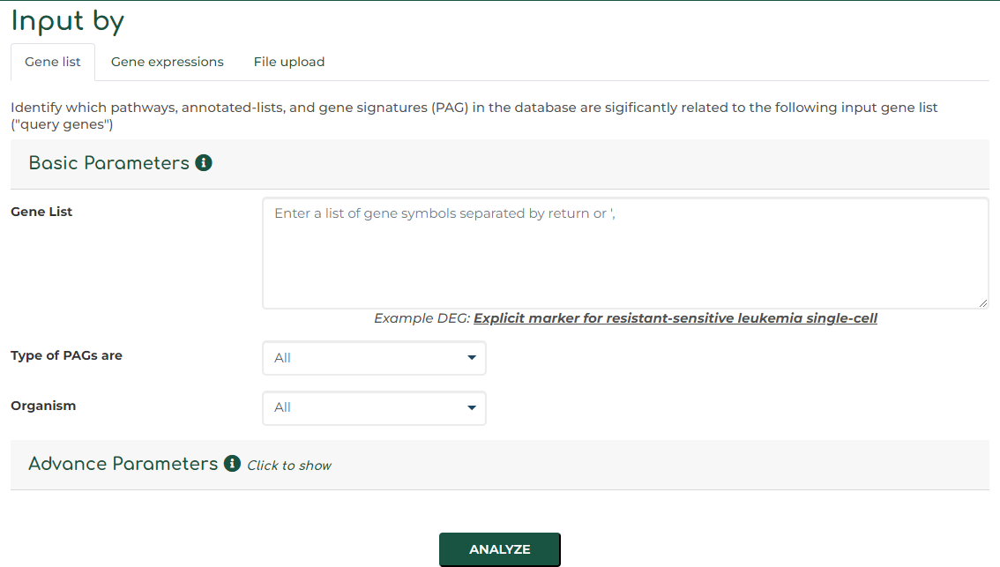 Input by
Gene list Gene expressions File upload
Identify which pathways, annotated-lists, and gene signatures (PAG) in the database are sigificantly related to the following input gene list
("query genes")
Basic Parameters
Gene List
Enter a list of gene symbols separated by return or ',
Example DEG: Explicit marker for resistant-sensitive leukemia single-cell
Type of PAGs are All
Organism All
Advance Parameters Click to show
ANALYZE